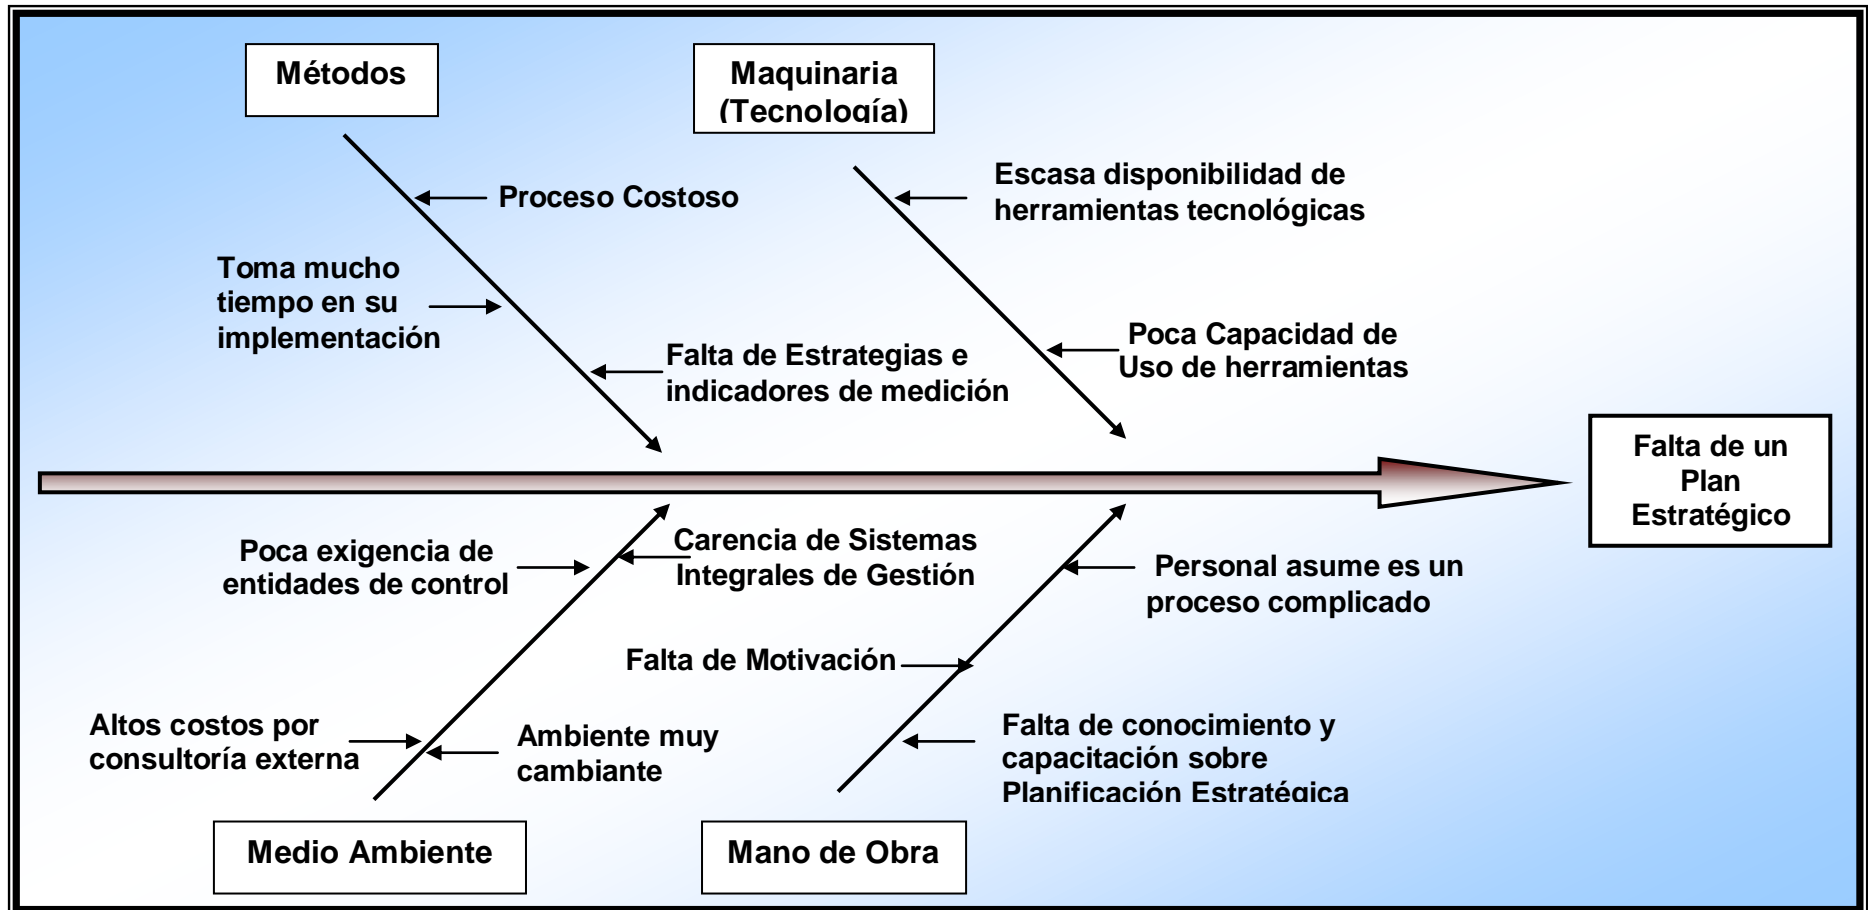 Métodos
Maquinaria
(Tecnología)
Proceso Costoso
Escasa disponibilidad de
herramientas tecnológicas
Toma mucho
tiempo en su
implementación
Falta de Estrategias e
indicadores de medición
Poca Capacidad de
Uso de herramientas
Falta de un
Plan
Estratégico
Poca exigencia de
entidades de control
Carencia de Sistemas
Integrales de Gestión
Personal asume es un
proceso complicado
Falta de Motivación
Altos costos por
consultoría externa
Ambiente muy
cambiante
Falta de conocimiento y
capacitación sobre
Planificación Estratégica
Medio Ambiente
Mano de Obra